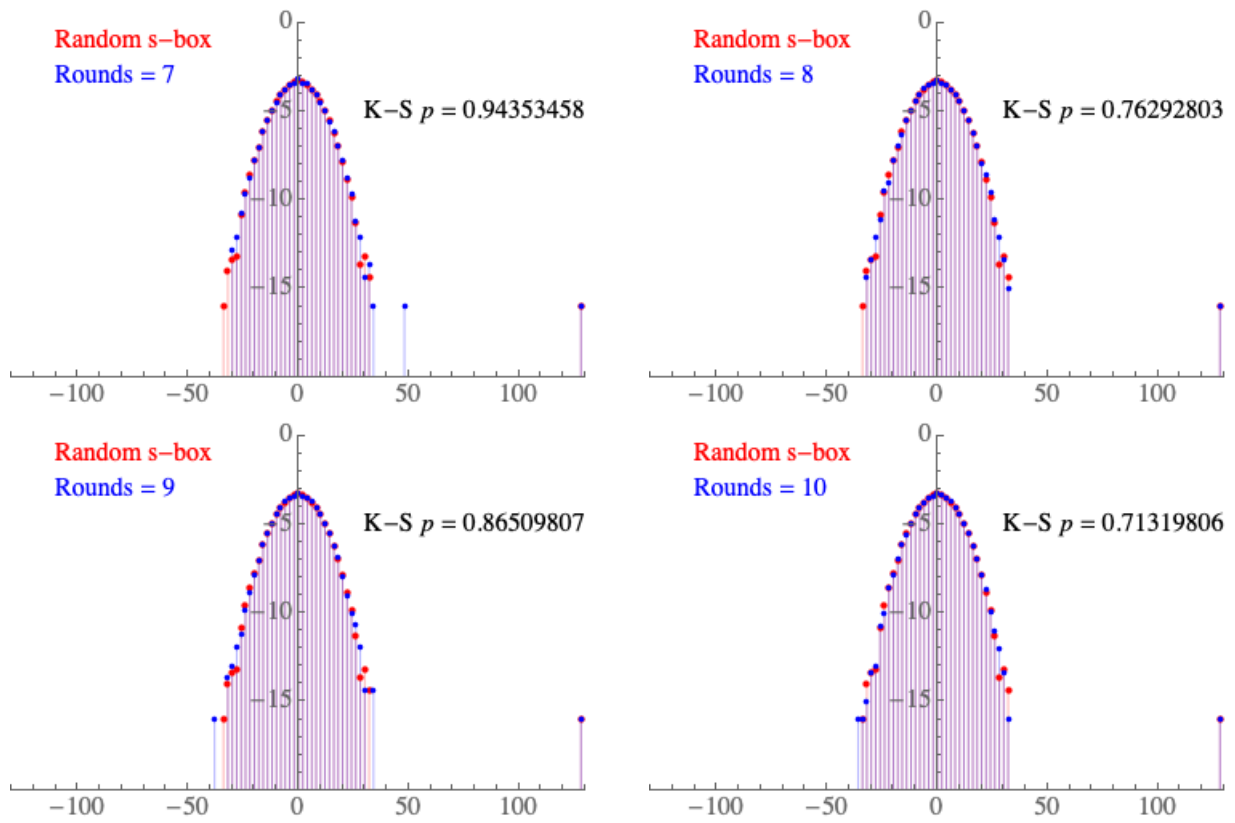 0
Random s−box
Rounds = 7
K−S p = 0.94353458
−5
−10
−15
−100 −50 0 50 100
0
Random s−box
Rounds = 8
K−S p = 0.76292803
−5
−10
−15
−100 −50 0 50 100
0
Random s−box
Rounds = 9
K−S p = 0.86509807
−5
−10
−15
−100 −50 0 50 100
0
Random s−box
Rounds = 10
K−S p = 0.71319806
−5
−10
−15
−100 −50 0 50 100